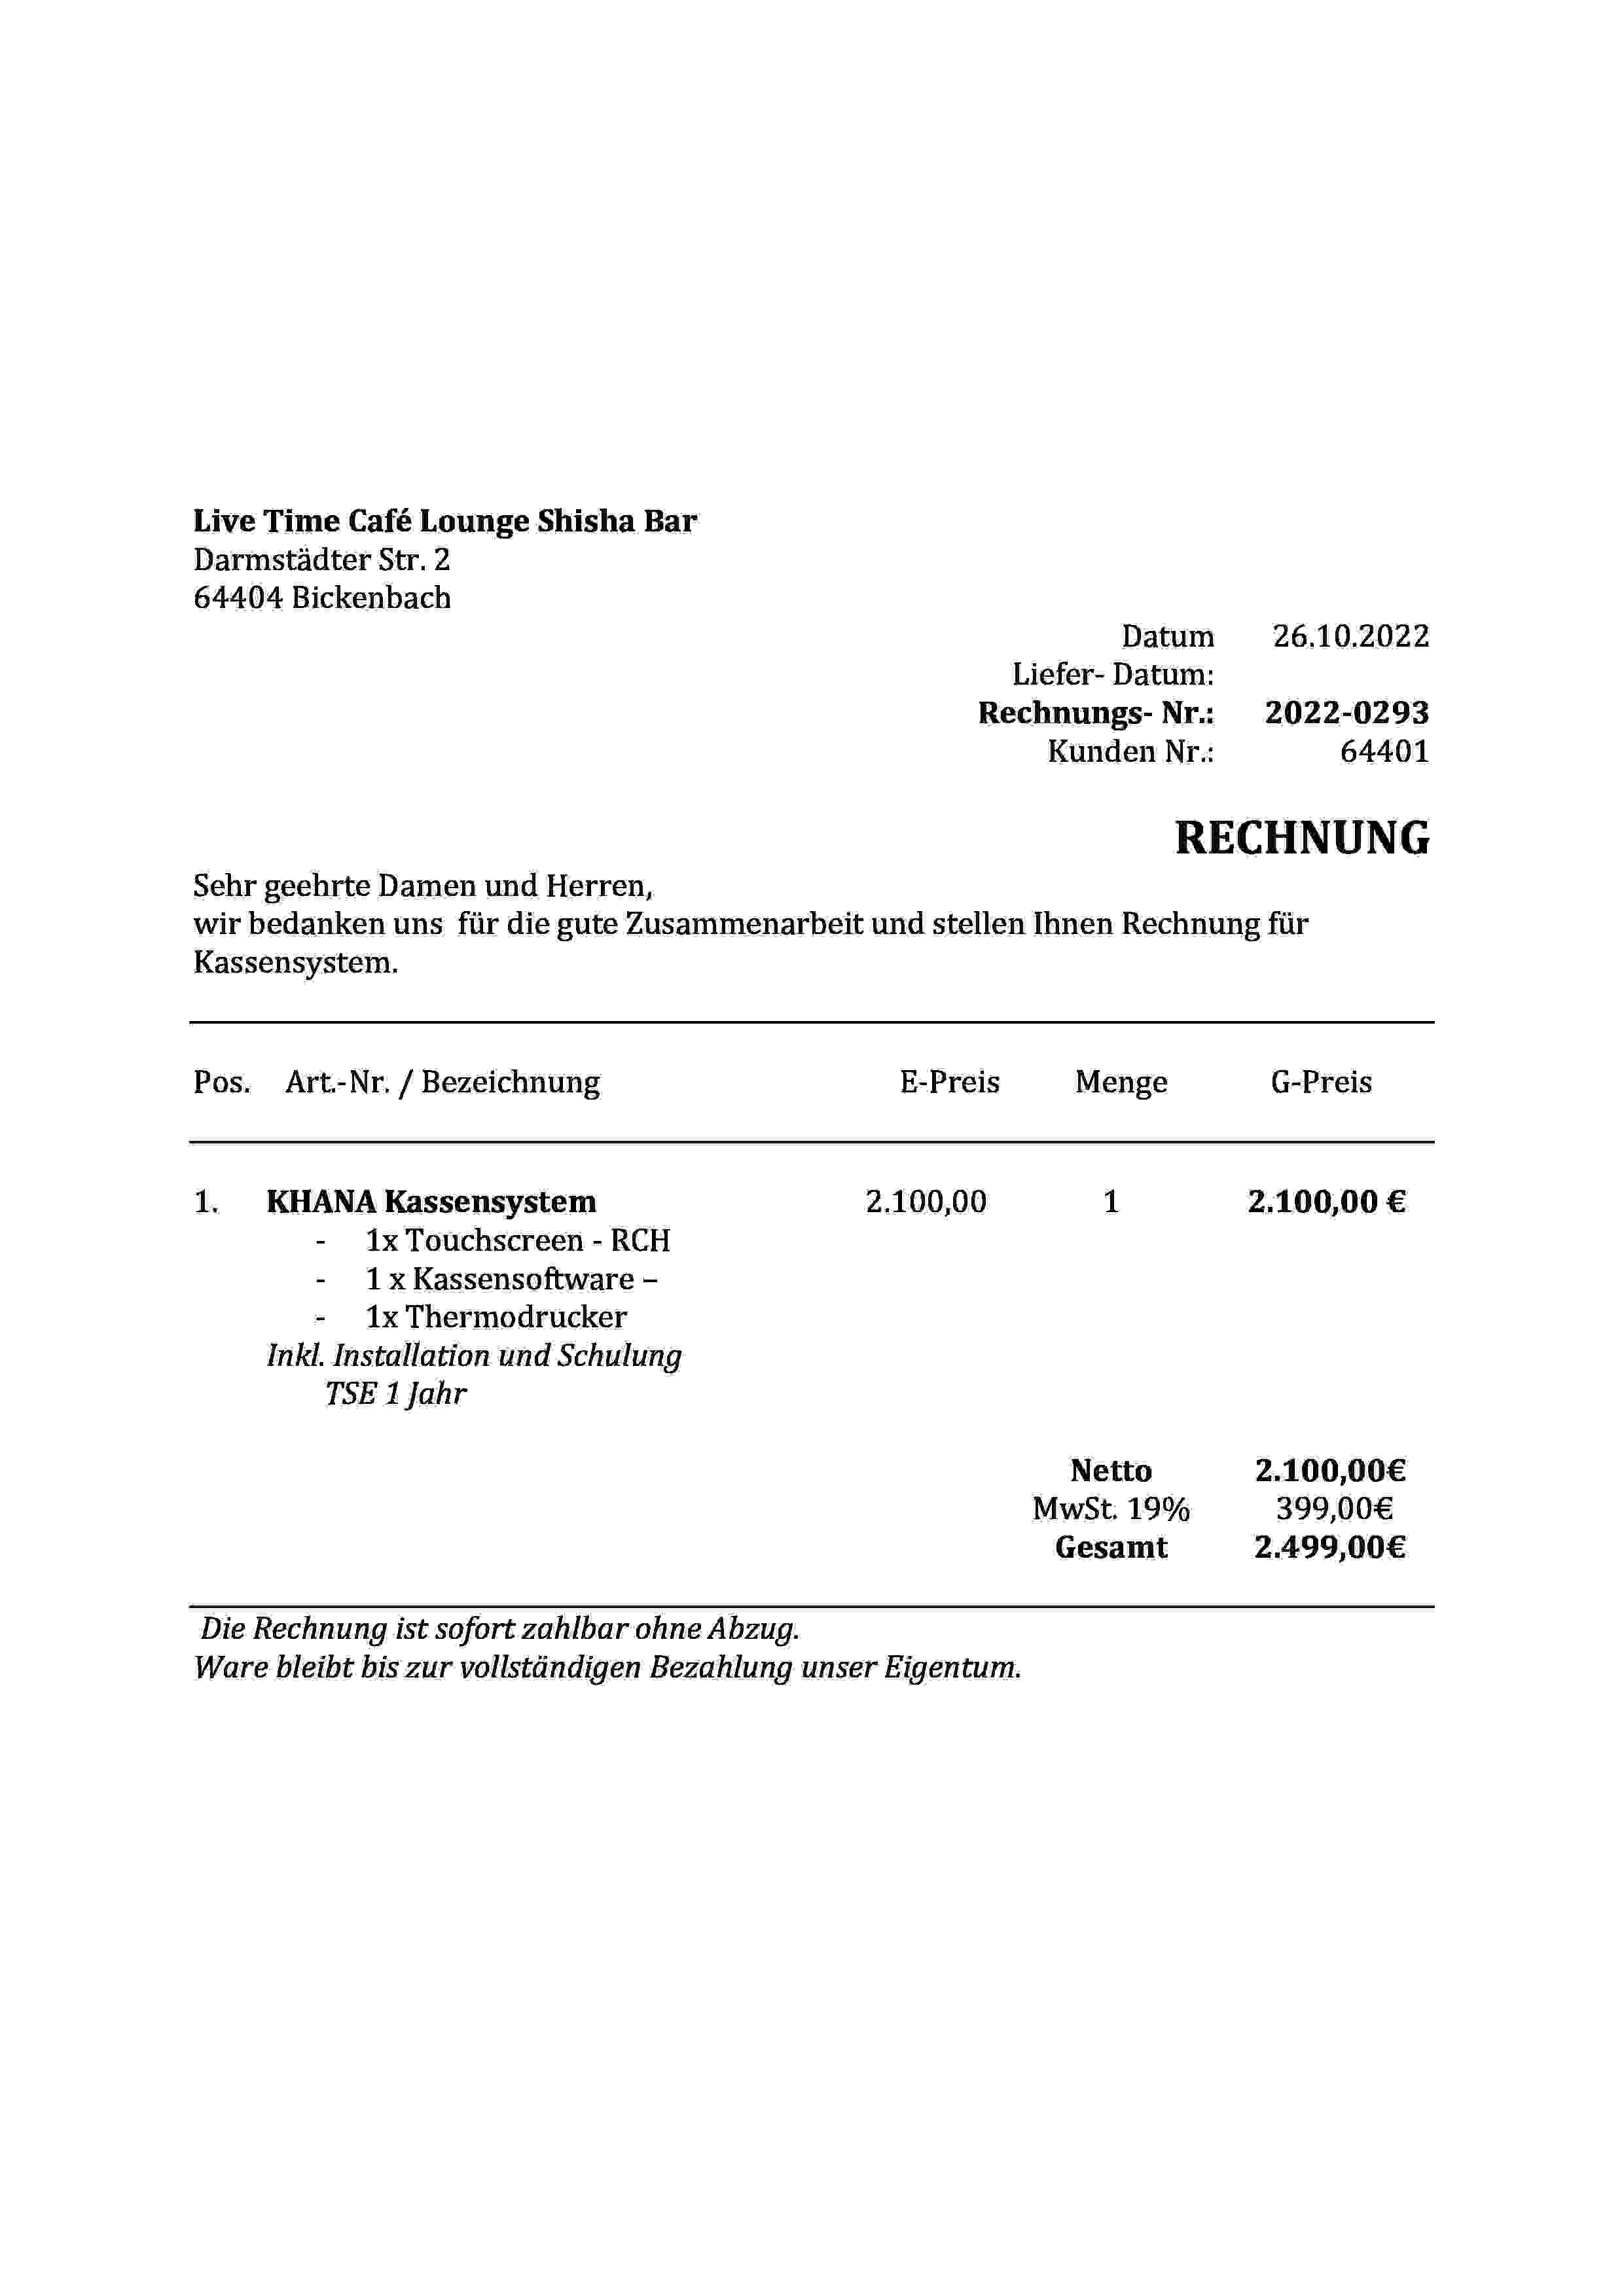 Live Time Café Lounge Shisha Bar
Darmstädter Str. 2
64404 Bickenbach
Datum 26.10.2022
Liefer- Datum:
Rechnungs- Nr.: 2022-0293
Kunden Nr.: 64401
RECHNUNG
Sehr geehrte Damen und Herren,
wir bedanken uns  für die gute Zusammenarbeit und stellen Ihnen Rechnung für
Kassensystem.
Pos. Art.-Nr. / Bezeichnung E-Preis Menge G-Preis
1. KHANA Kassensystem 2.100,00 1 2.100,00 €
- 1x Touchscreen - RCH
- 1 x Kassensoftware –
- 1x Thermodrucker
Inkl. Installation und Schulung
TSE 1 Jahr
Netto 2.100,00€
MwSt. 19% 399,00€
Gesamt 2.499,00€
Die Rechnung ist sofort zahlbar ohne Abzug.
Ware bleibt bis zur vollständigen Bezahlung unser Eigentum.